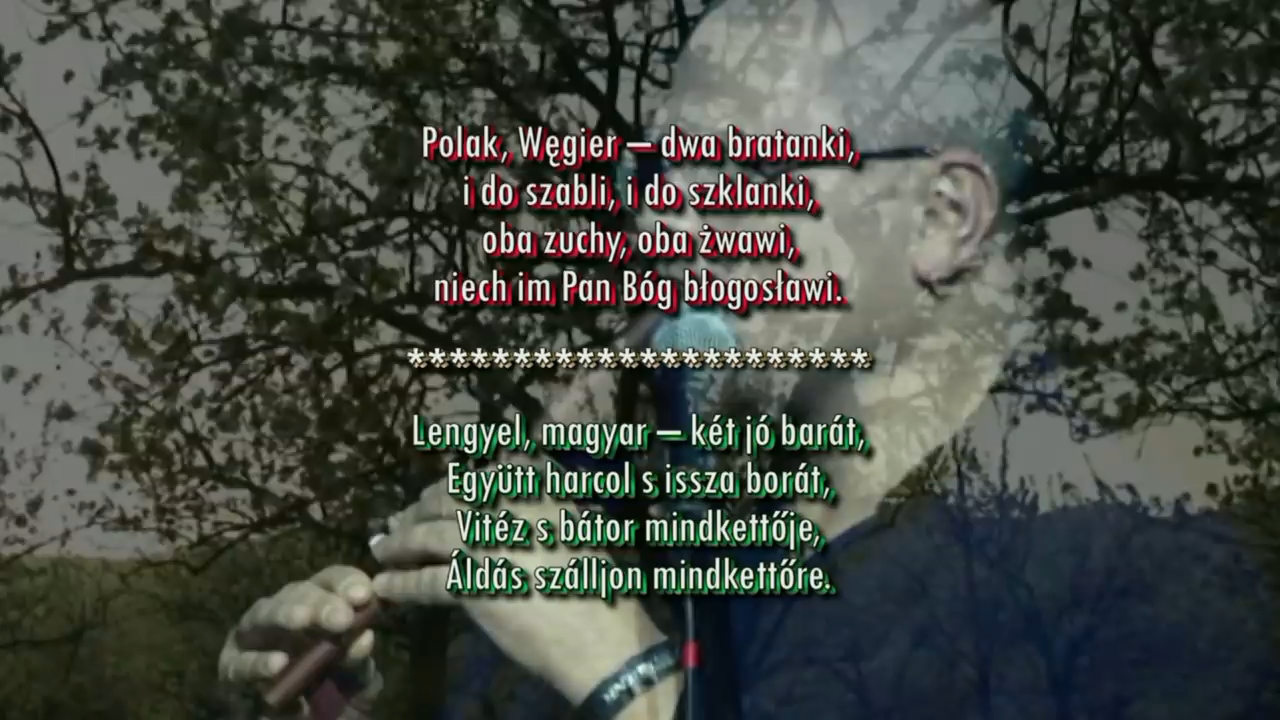 Polak, Węgier – dwa bratanki,
i do szabli, i do szklanki,
oba zuchy, oba żwawi,
niech im Pan Bóg błogosławi.
**********************
Lengyel, magyar – két jó barát,
Együtt harcol s issza borát,
Vitéz s bátor mindkettője,
Áldás szálljon mindkettőre.